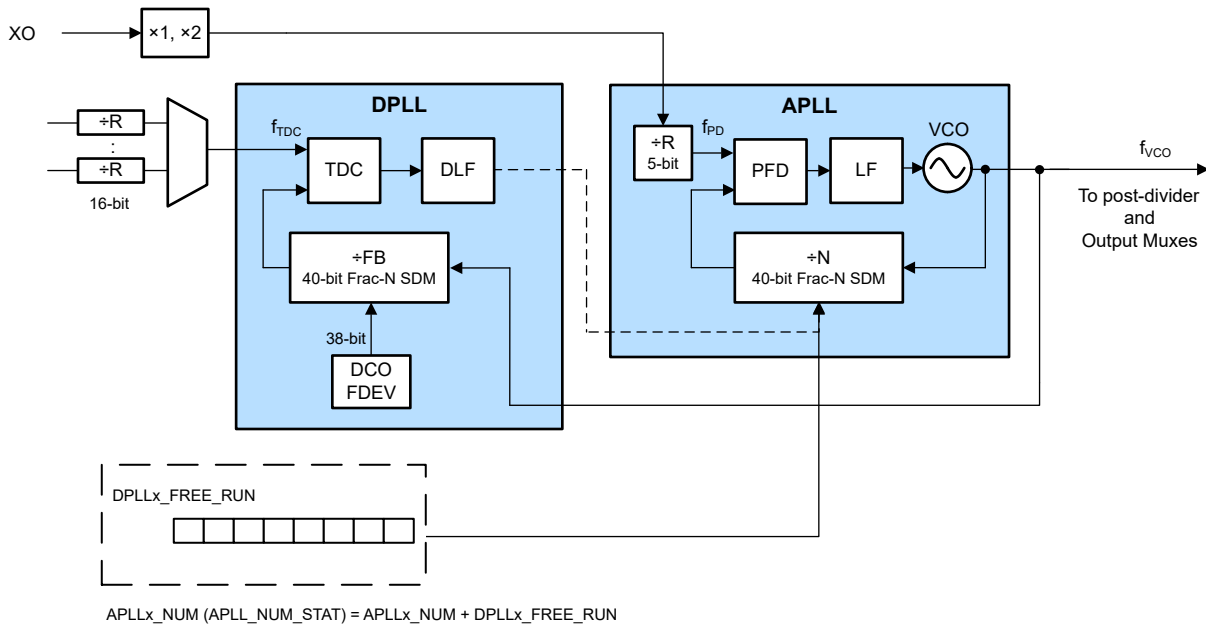 XO
×1, ×2
DPLL
APLL
÷R
:
÷R
16-bit
fTDC
TDC
DLF
÷FB
40-bit Frac-N SDM
38-bit
DCO
FDEV
÷R
5-bit
fPD
PFD
LF
VCO
÷N
40-bit Frac-N SDM
fVCO
To post-divider
and
Output Muxes
DPLLx_FREE_RUN
APLLx_NUM (APLL_NUM_STAT) = APLLx_NUM + DPLLx_FREE_RUN